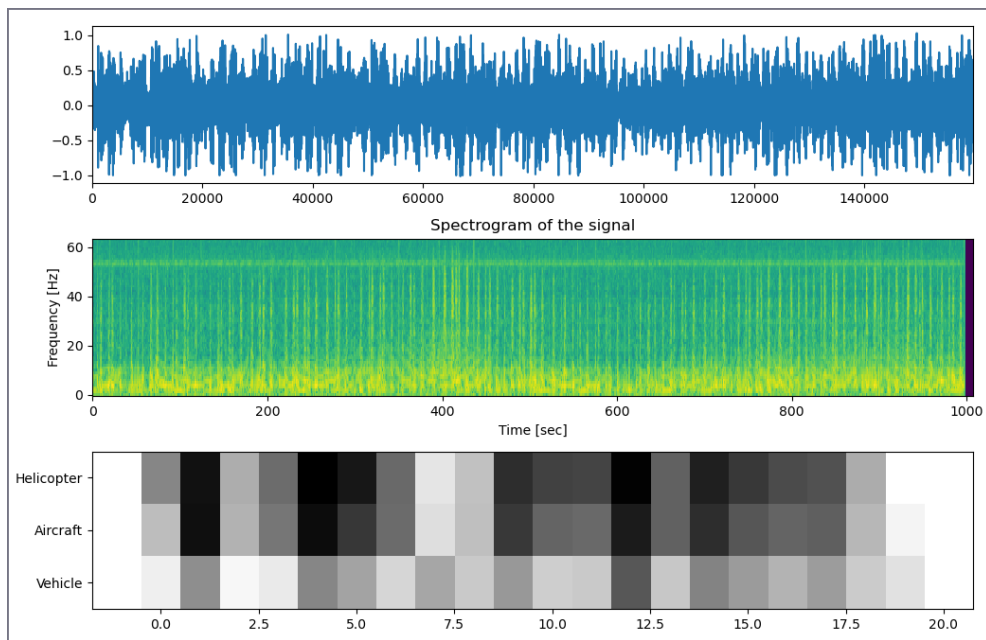 1.0
0.5
0.0
−0.5
−1.0
0 20000 40000 60000 80000 100000 120000 140000
Spectrogram of the signal
60
40
20
0
Frequency [Hz]
0 200 400 600 800 1000
Time [sec]
Helicopter
Aircraft
Vehicle
0.0 2.5 5.0 7.5 10.0 12.5 15.0 17.5 20.0